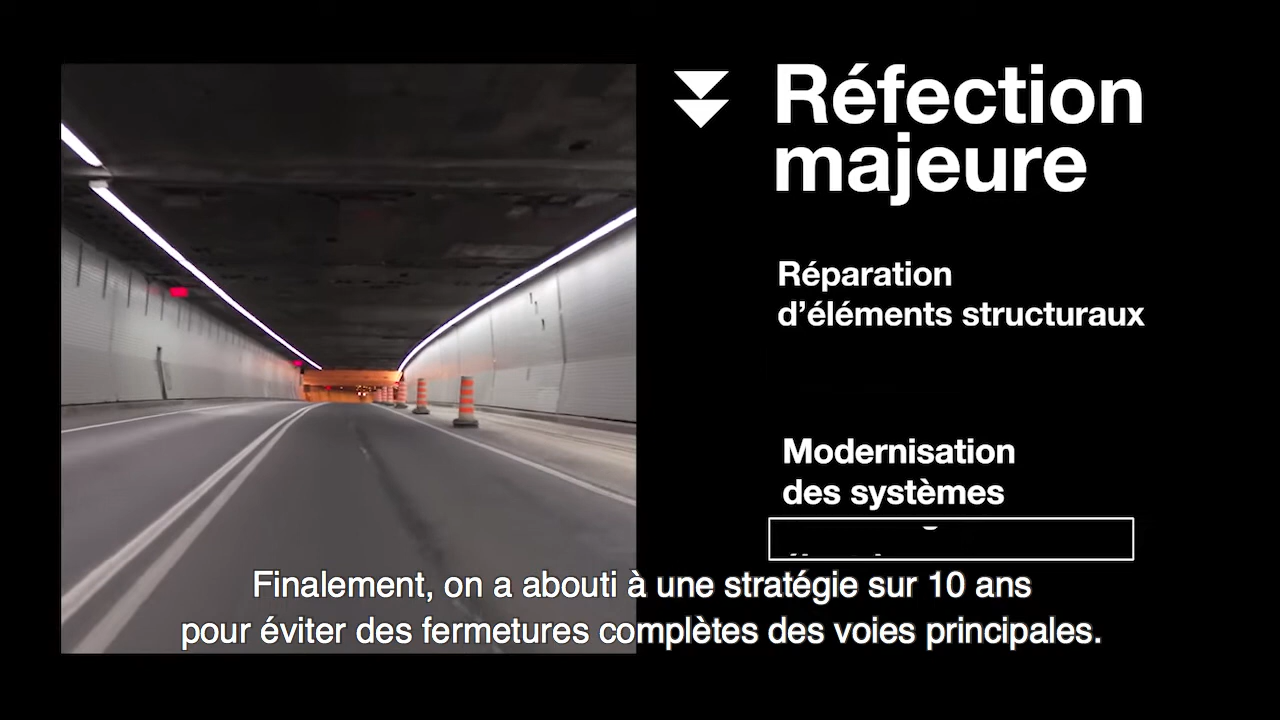 Réfection
majeure
Réparation
d’éléments structuraux
Modernisation
des systèmes
Finalement, on a abouti à une stratégie sur 10 ans
pour éviter des fermetures complètes des voies principales.